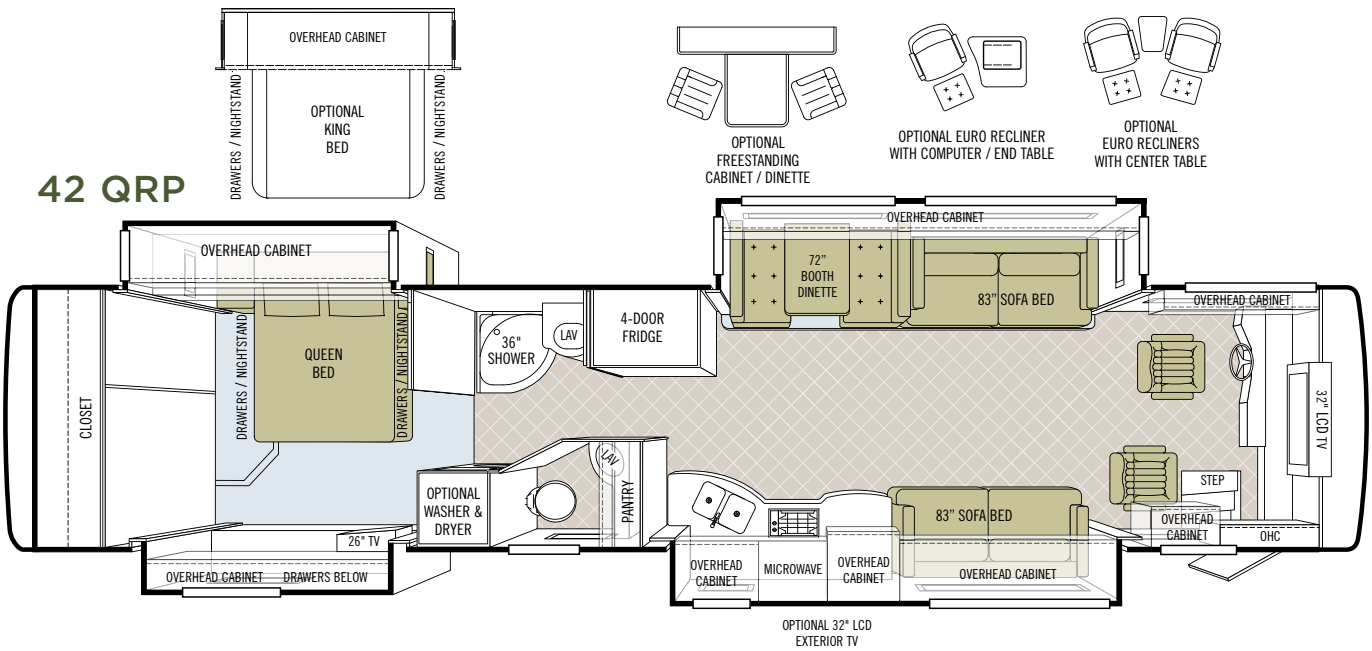 OVERHEAD CABINET
DRAWERS / NIGHTSTAND
OPTIONAL
KING
BED
DRAWERS / NIGHTSTAND
OPTIONAL
FREESTANDING
CABINET / DINETTE
OPTIONAL EURO RECLINER
WITH COMPUTER / END TABLE
OPTIONAL
EURO RECLINERS
WITH CENTER TABLE
42 QRP
OVERHEAD CABINET
OVERHEAD CABINET
72”
BOOTH
DINETTE
83” SOFA BED
OVERHEAD CABINET
CLOSET
DRAWERS / NIGHTSTAND
QUEEN
BED
DRAWERS / NIGHTSTAND
36"
SHOWER
LAV
4-DOOR
FRIDGE
32" LCD TV
OPTIONAL
WASHER &
DRYER
LAV
PANTRY
83” SOFA BED
STEP
OVERHEAD
CABINET
OHC
26" TV
OVERHEAD CABINET
DRAWERS BELOW
OVERHEAD
CABINET
MICROWAVE
OVERHEAD
CABINET
OVERHEAD CABINET
OPTIONAL 32" LCD
EXTERIOR TV